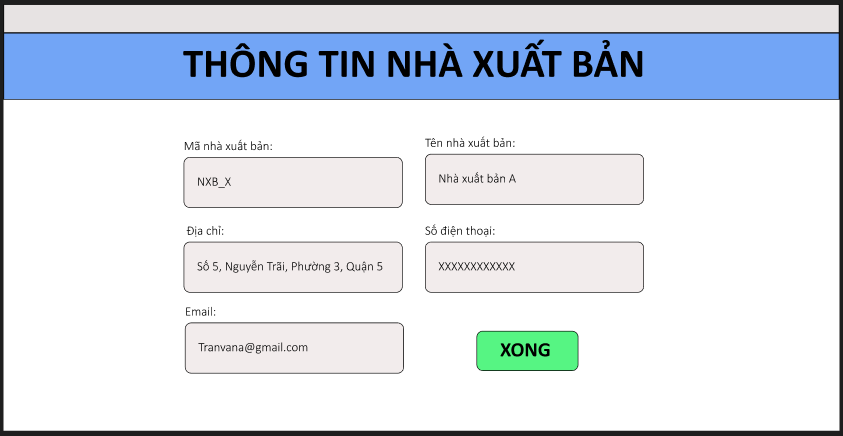 THÔNG TIN NHÀ XUẤT BẢN
Mã nhà xuất bản:
NXB_X
Tên nhà xuất bản:
Nhà xuất bản A
Địa chỉ:
Số 5, Nguyễn Trãi, Phường 3, Quận 5
Số điện thoại:
XXXXXXXXXXXX
Email:
Tranvana@gmail.com
XONG